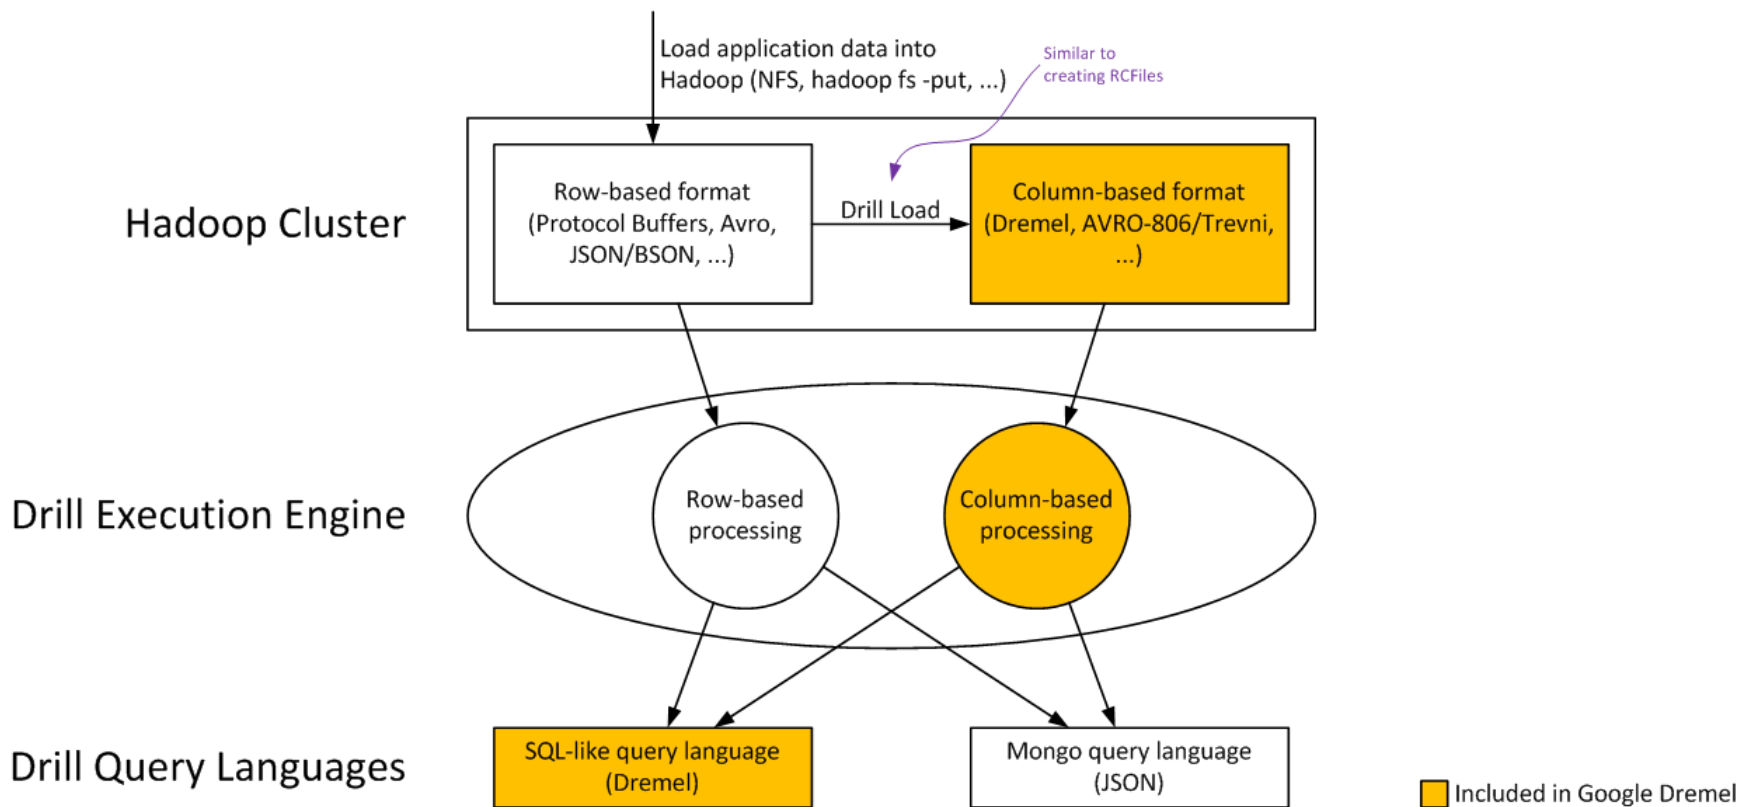 Load application data into
Hadoop (NFS, hadoop fs -put, ...)
Similar to
creating RCFiles
Hadoop Cluster
Row-based format
(Protocol Buffers, Avro,
JSON/BSON, ...)
Drill Load
Column-based format
(Dremel, AVRO-806/Trevni,
...)
Drill Execution Engine
Row-based
processing
Column-based
processing
Drill Query Languages
SQL-like query language
(Dremel)
Mongo query language
(JSON)
Included in Google Dremel